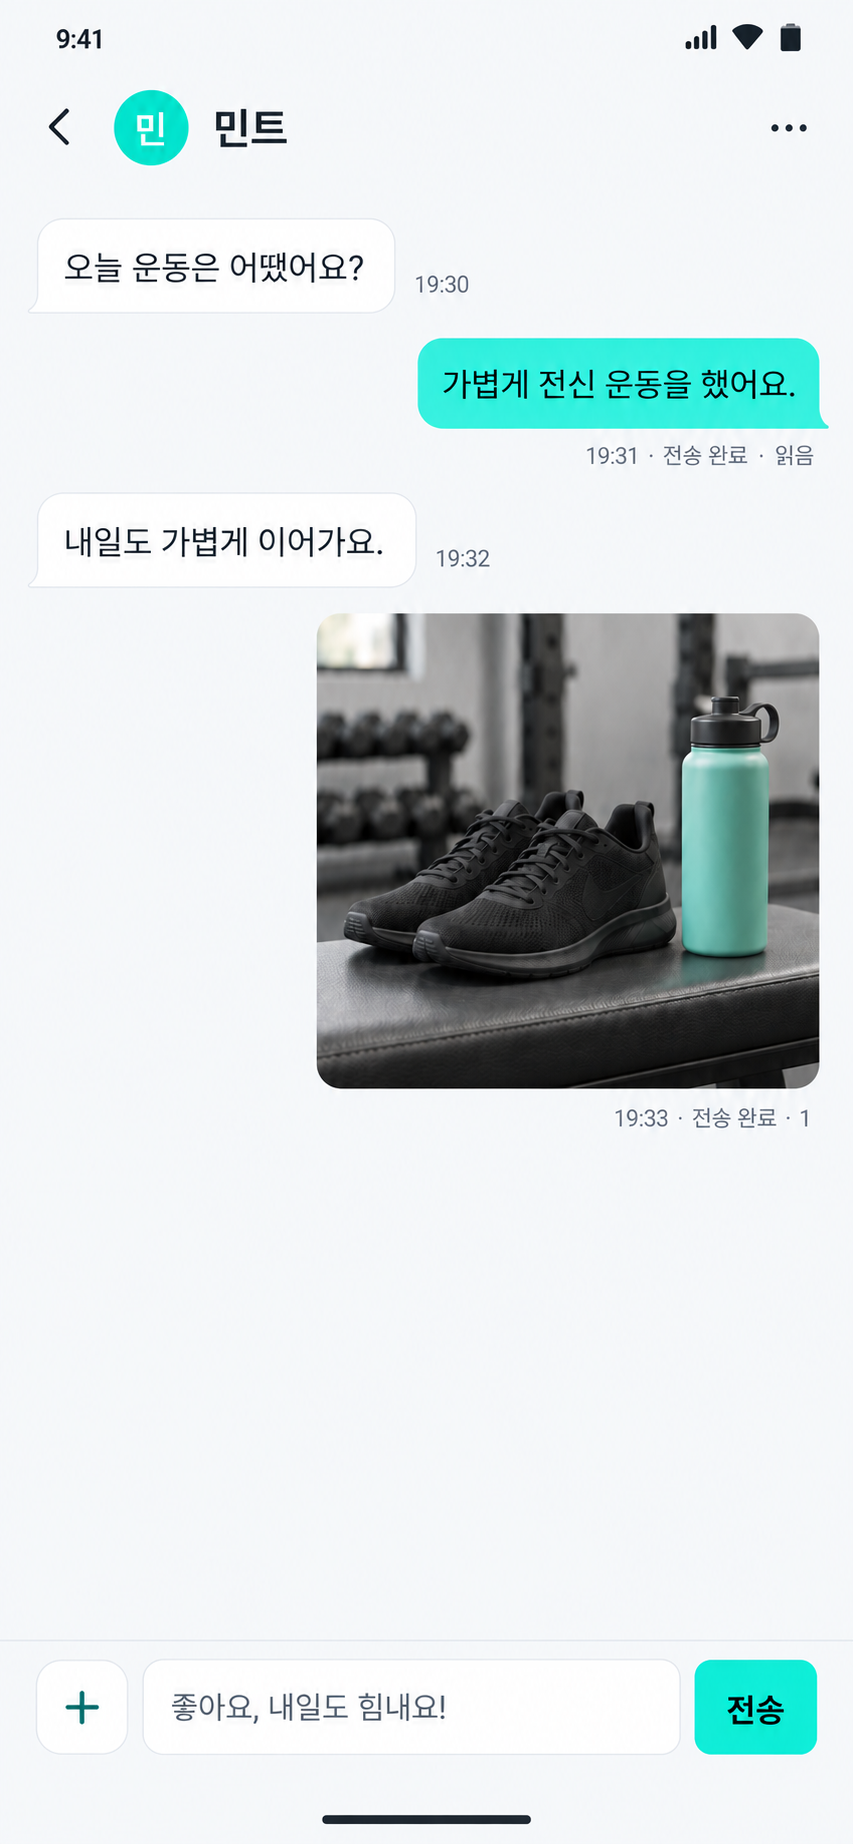 9:41
민 민트
오늘 운동은 어땠어요?
19:30
가볍게 전신 운동을 했어요.
19:31 · 전송 완료 · 읽음
내일도 가볍게 이어가요.
19:32
19:33 · 전송 완료 · 1
좋아요, 내일도 힘내요!
전송